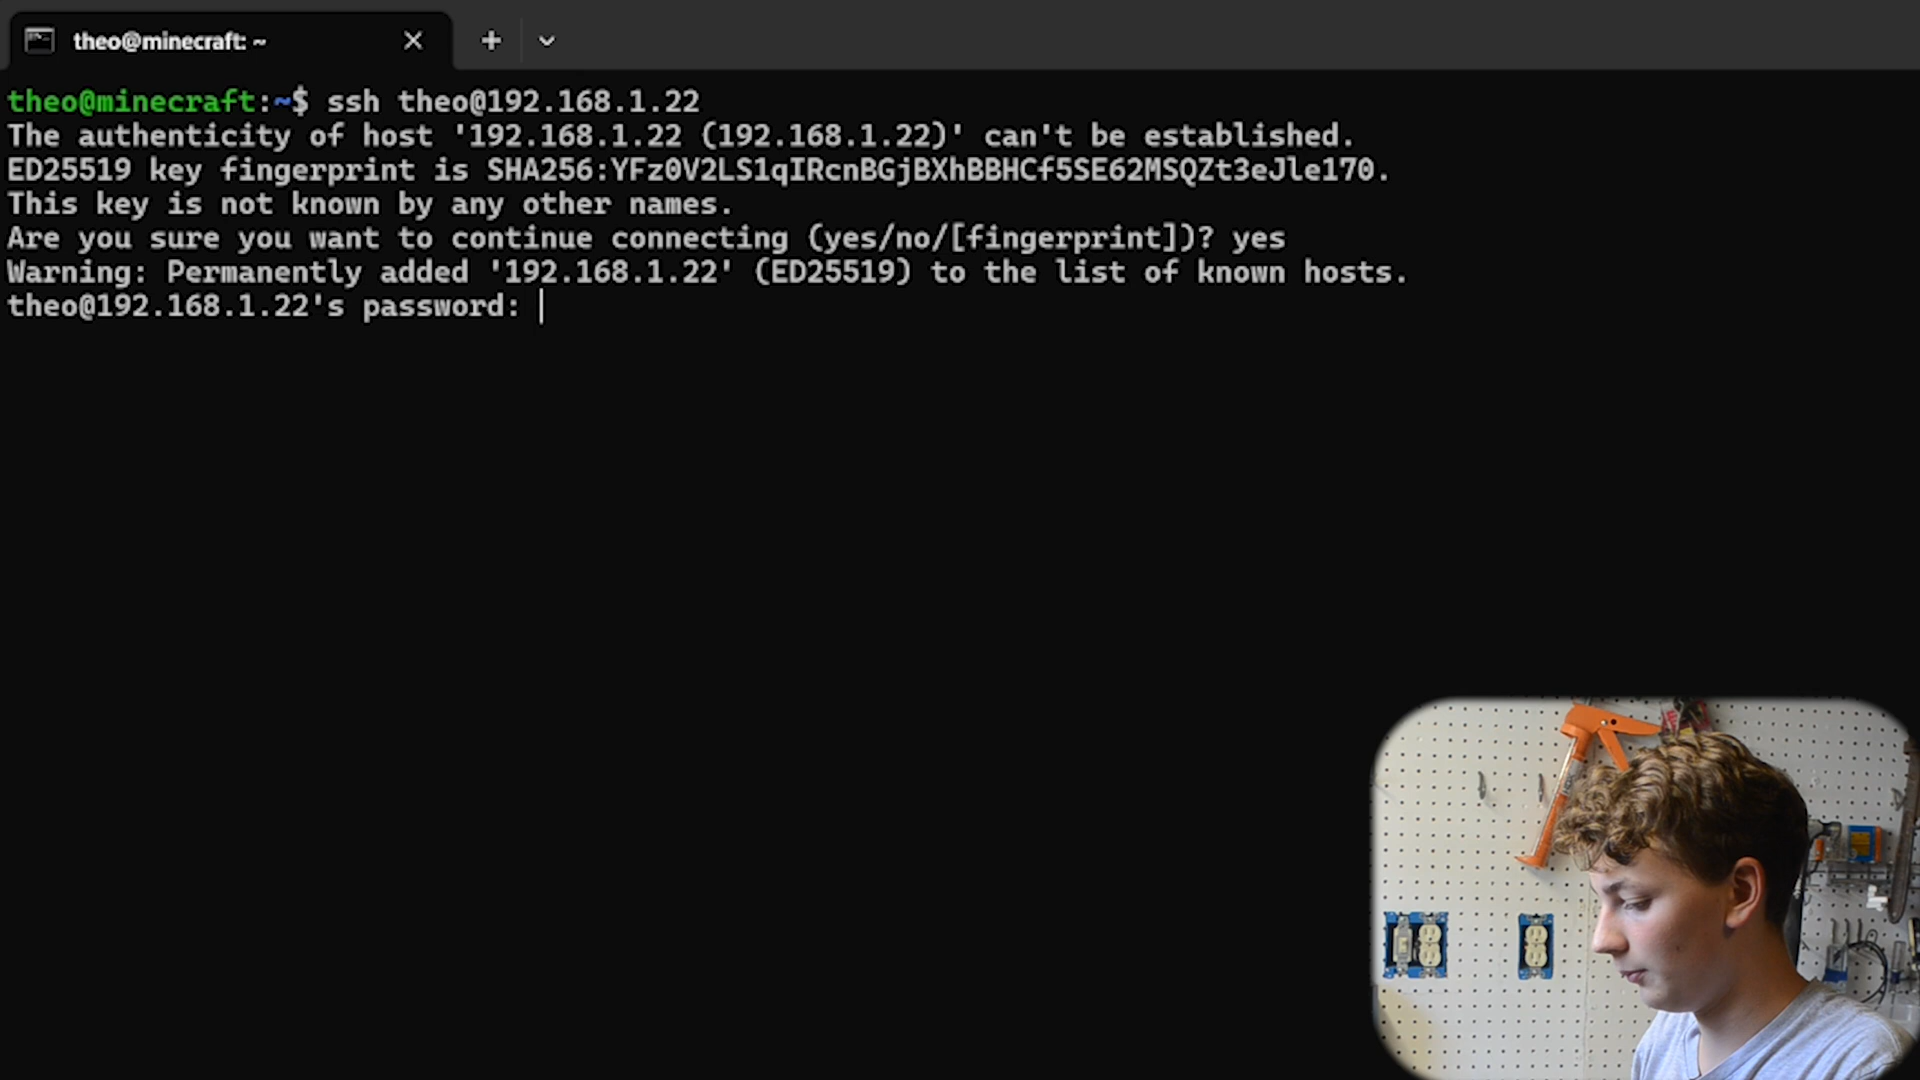 theo@minecraft: ~
theo@minecraft:~$ ssh theo@192.168.1.22
The authenticity of host '192.168.1.22 (192.168.1.22)' can't be established.
ED25519 key fingerprint is SHA256:YFz0V2LS1qIRcnBGjBXhBBHCf5SE62MSQZt3eJle170.
This key is not known by any other names.
Are you sure you want to continue connecting (yes/no/[fingerprint])? yes
Warning: Permanently added '192.168.1.22' (ED25519) to the list of known hosts.
theo@192.168.1.22's password: